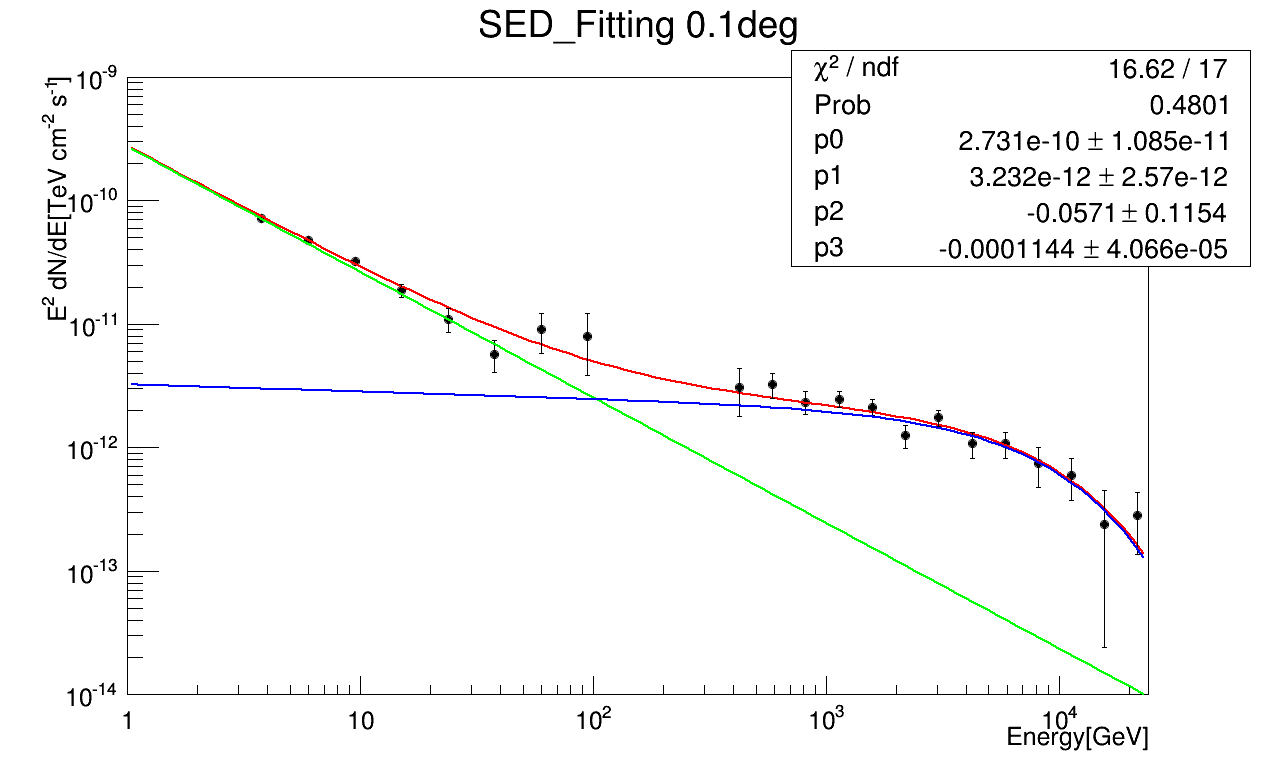 SED_Fitting 0.1deg
χ² / ndf 16.62 / 17
Prob 0.4801
p0 2.731e-10 ± 1.085e-11
p1 3.232e-12 ± 2.57e-12
p2 -0.0571 ± 0.1154
p3 -0.0001144 ± 4.066e-05
E² dN/dE[TeV cm⁻² s⁻¹]
10⁻⁹
10⁻¹⁰
10⁻¹¹
10⁻¹²
10⁻¹³
10⁻¹⁴
1 10 10² 10³ 10⁴
Energy[GeV]